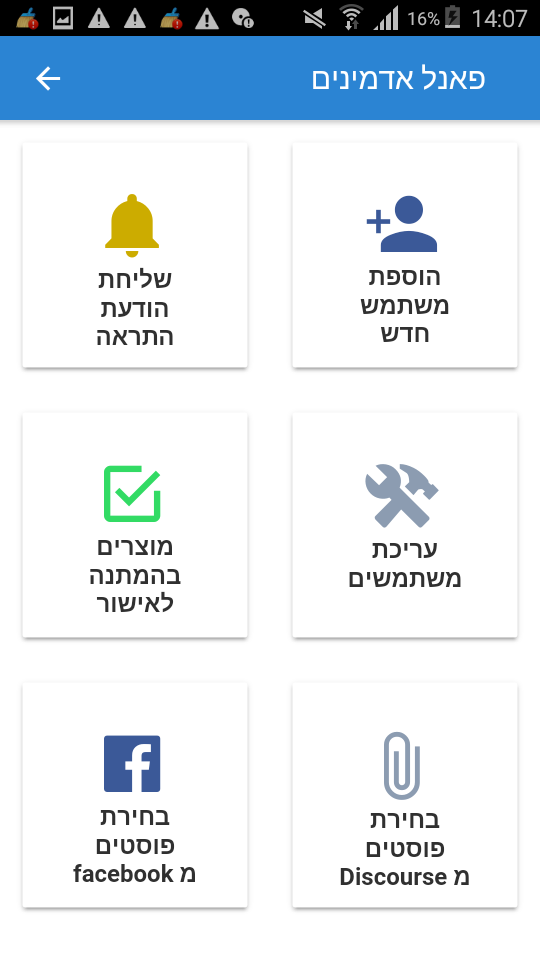 16% 14:07
פאנל אדמינים
הוספת
משתמש
חדש
שליחת
הודעת
התראה
עריכת
משתמשים
מוצרים
בהמתנה
לאישור
בחירת
פוסטים
מ Discourse
בחירת
פוסטים
מ facebook